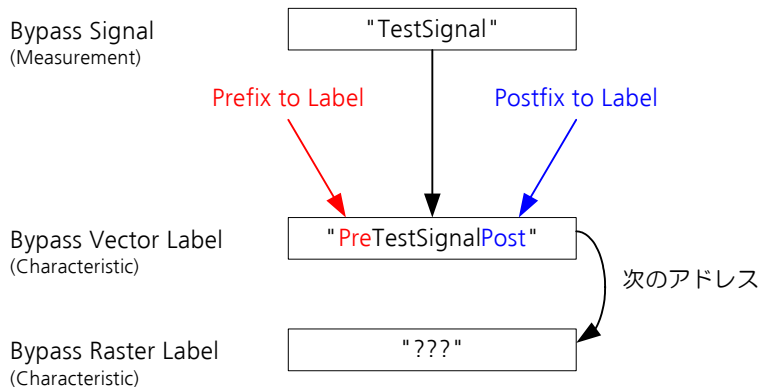 Bypass Signal
(Measurement)
"TestSignal"
Prefix to Label
Postfix to Label
Bypass Vector Label
(Characteristic)
"PreTestSignalPost"
次のアドレス
Bypass Raster Label
(Characteristic)
"???"